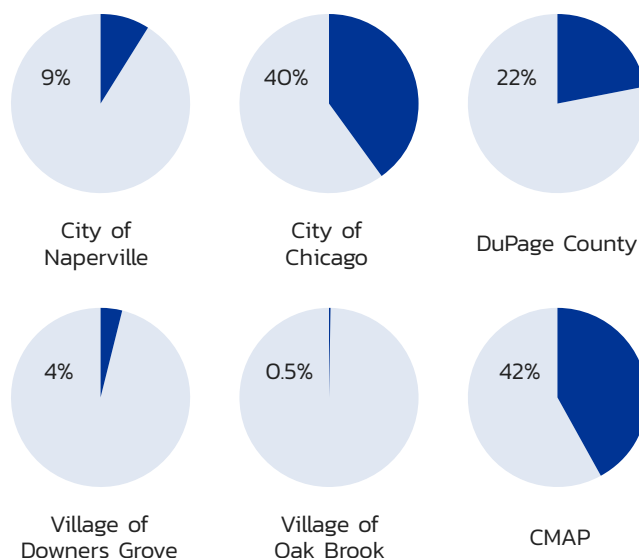 9%
40%
22%
City of
Naperville
City of
Chicago
DuPage County
4%
0.5%
42%
Village of
Downers Grove
Village of
Oak Brook
CMAP